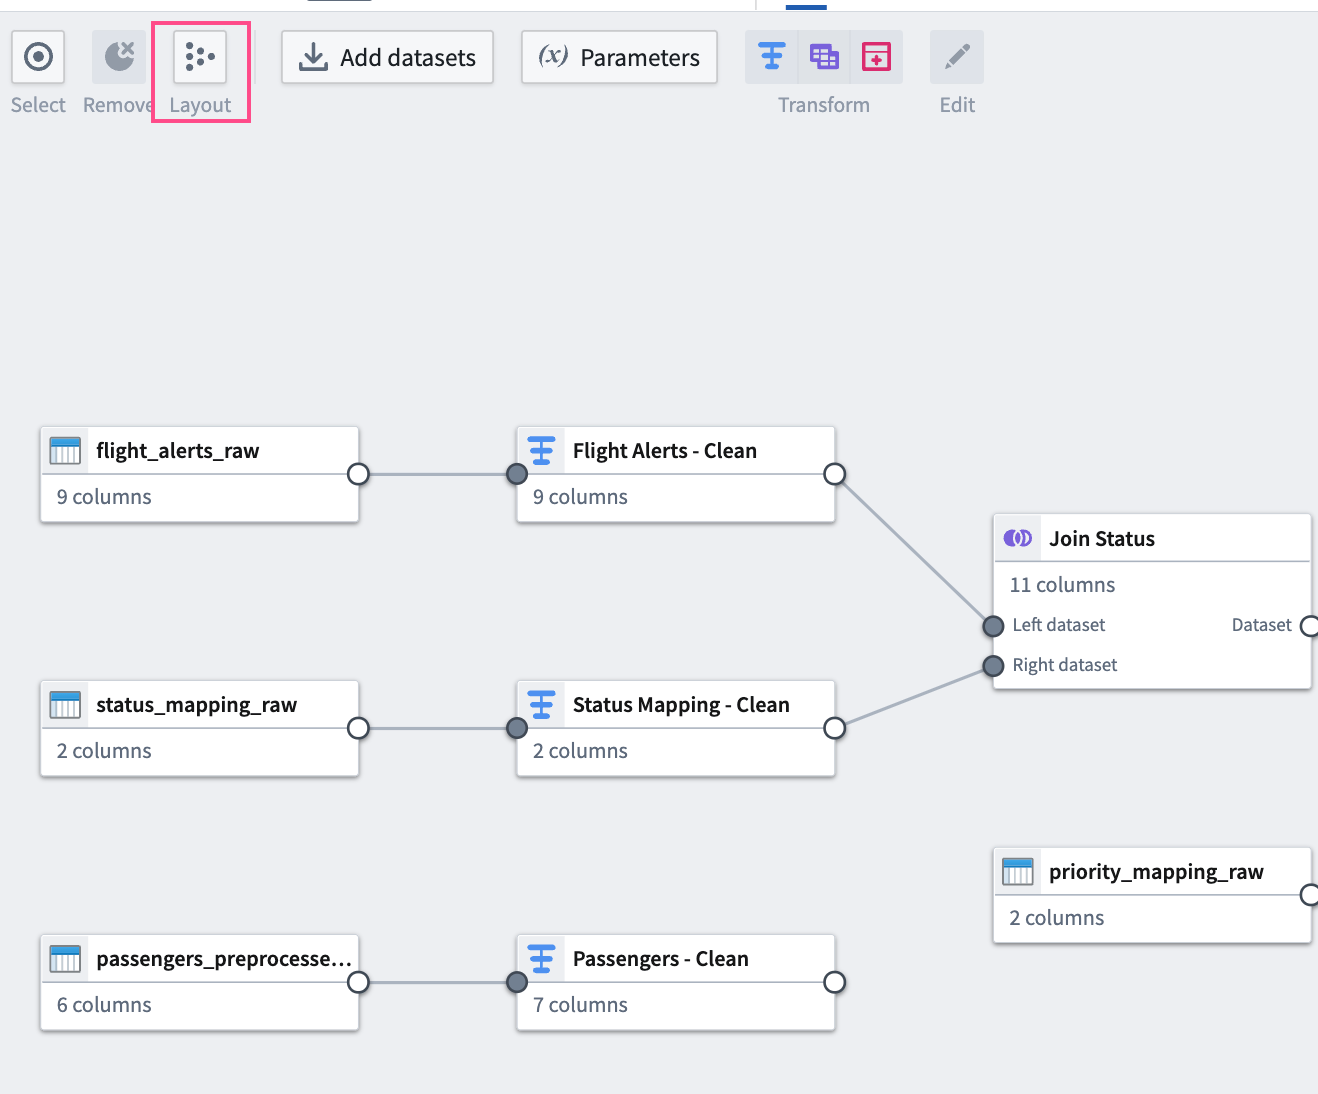 Select
Remove
Layout
Add datasets
(x) Parameters
Transform
Edit
flight_alerts_raw
9 columns
Flight Alerts - Clean
9 columns
Join Status
11 columns
Left dataset
Dataset
Right dataset
status_mapping_raw
2 columns
Status Mapping - Clean
2 columns
priority_mapping_raw
2 columns
passengers_preprocesse...
6 columns
Passengers - Clean
7 columns